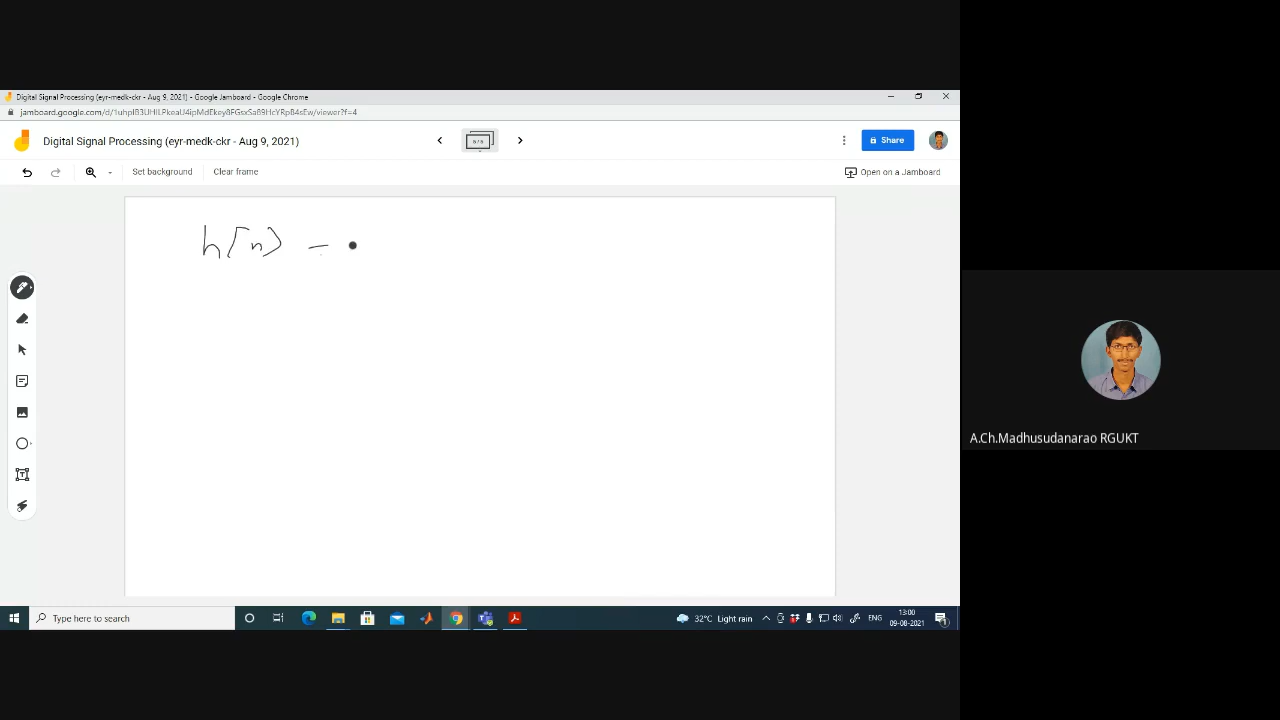 Digital Signal Processing (eyr-medk-ckr - Aug 9, 2021) - Google Jamboard - Google Chrome
Digital Signal Processing (eyr-medk-ckr - Aug 9, 2021)
Share
Set background
Clear frame
Open on a Jamboard
h[n] =
A.Ch.Madhusudanarao RGUKT
Type here to search
32°C Light rain
ENG
13:00
09-08-2021